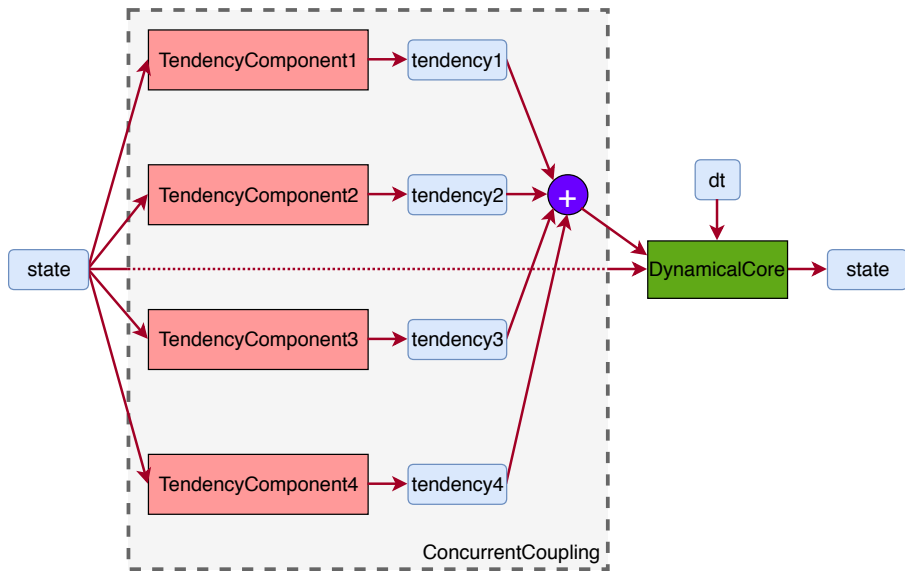 TendencyComponent1
tendency1
TendencyComponent2
tendency2
+
dt
state
DynamicalCore
state
TendencyComponent3
tendency3
TendencyComponent4
tendency4
ConcurrentCoupling